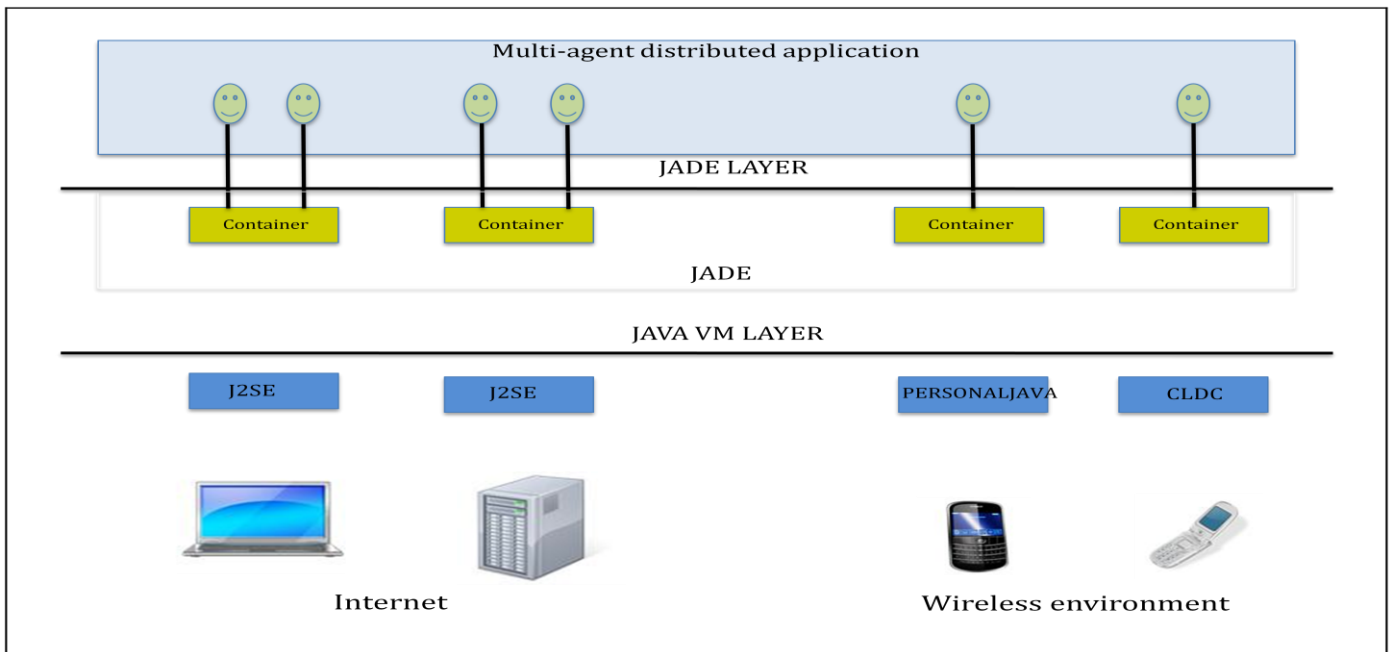 Multi-agent distributed application
JADE LAYER
Container Container Container Container
JADE
JAVA VM LAYER
J2SE J2SE PERSONALJAVA CLDC
Internet Wireless environment